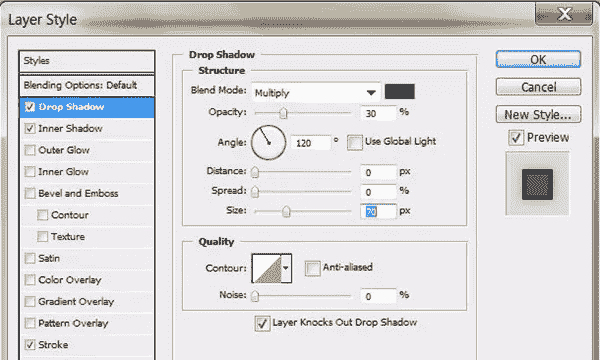 Layer Style
Styles
Blending Options: Default
Drop Shadow
Inner Shadow
Outer Glow
Inner Glow
Bevel and Emboss
Contour
Texture
Satin
Color Overlay
Gradient Overlay
Pattern Overlay
Stroke
Drop Shadow
Structure
Blend Mode: Multiply
Opacity: 30 %
Angle: 120 ° Use Global Light
Distance: 0 px
Spread: 0 %
Size: 70 px
Quality
Contour: Anti-aliased
Noise: 0 %
Layer Knocks Out Drop Shadow
OK
Cancel
New Style...
Preview